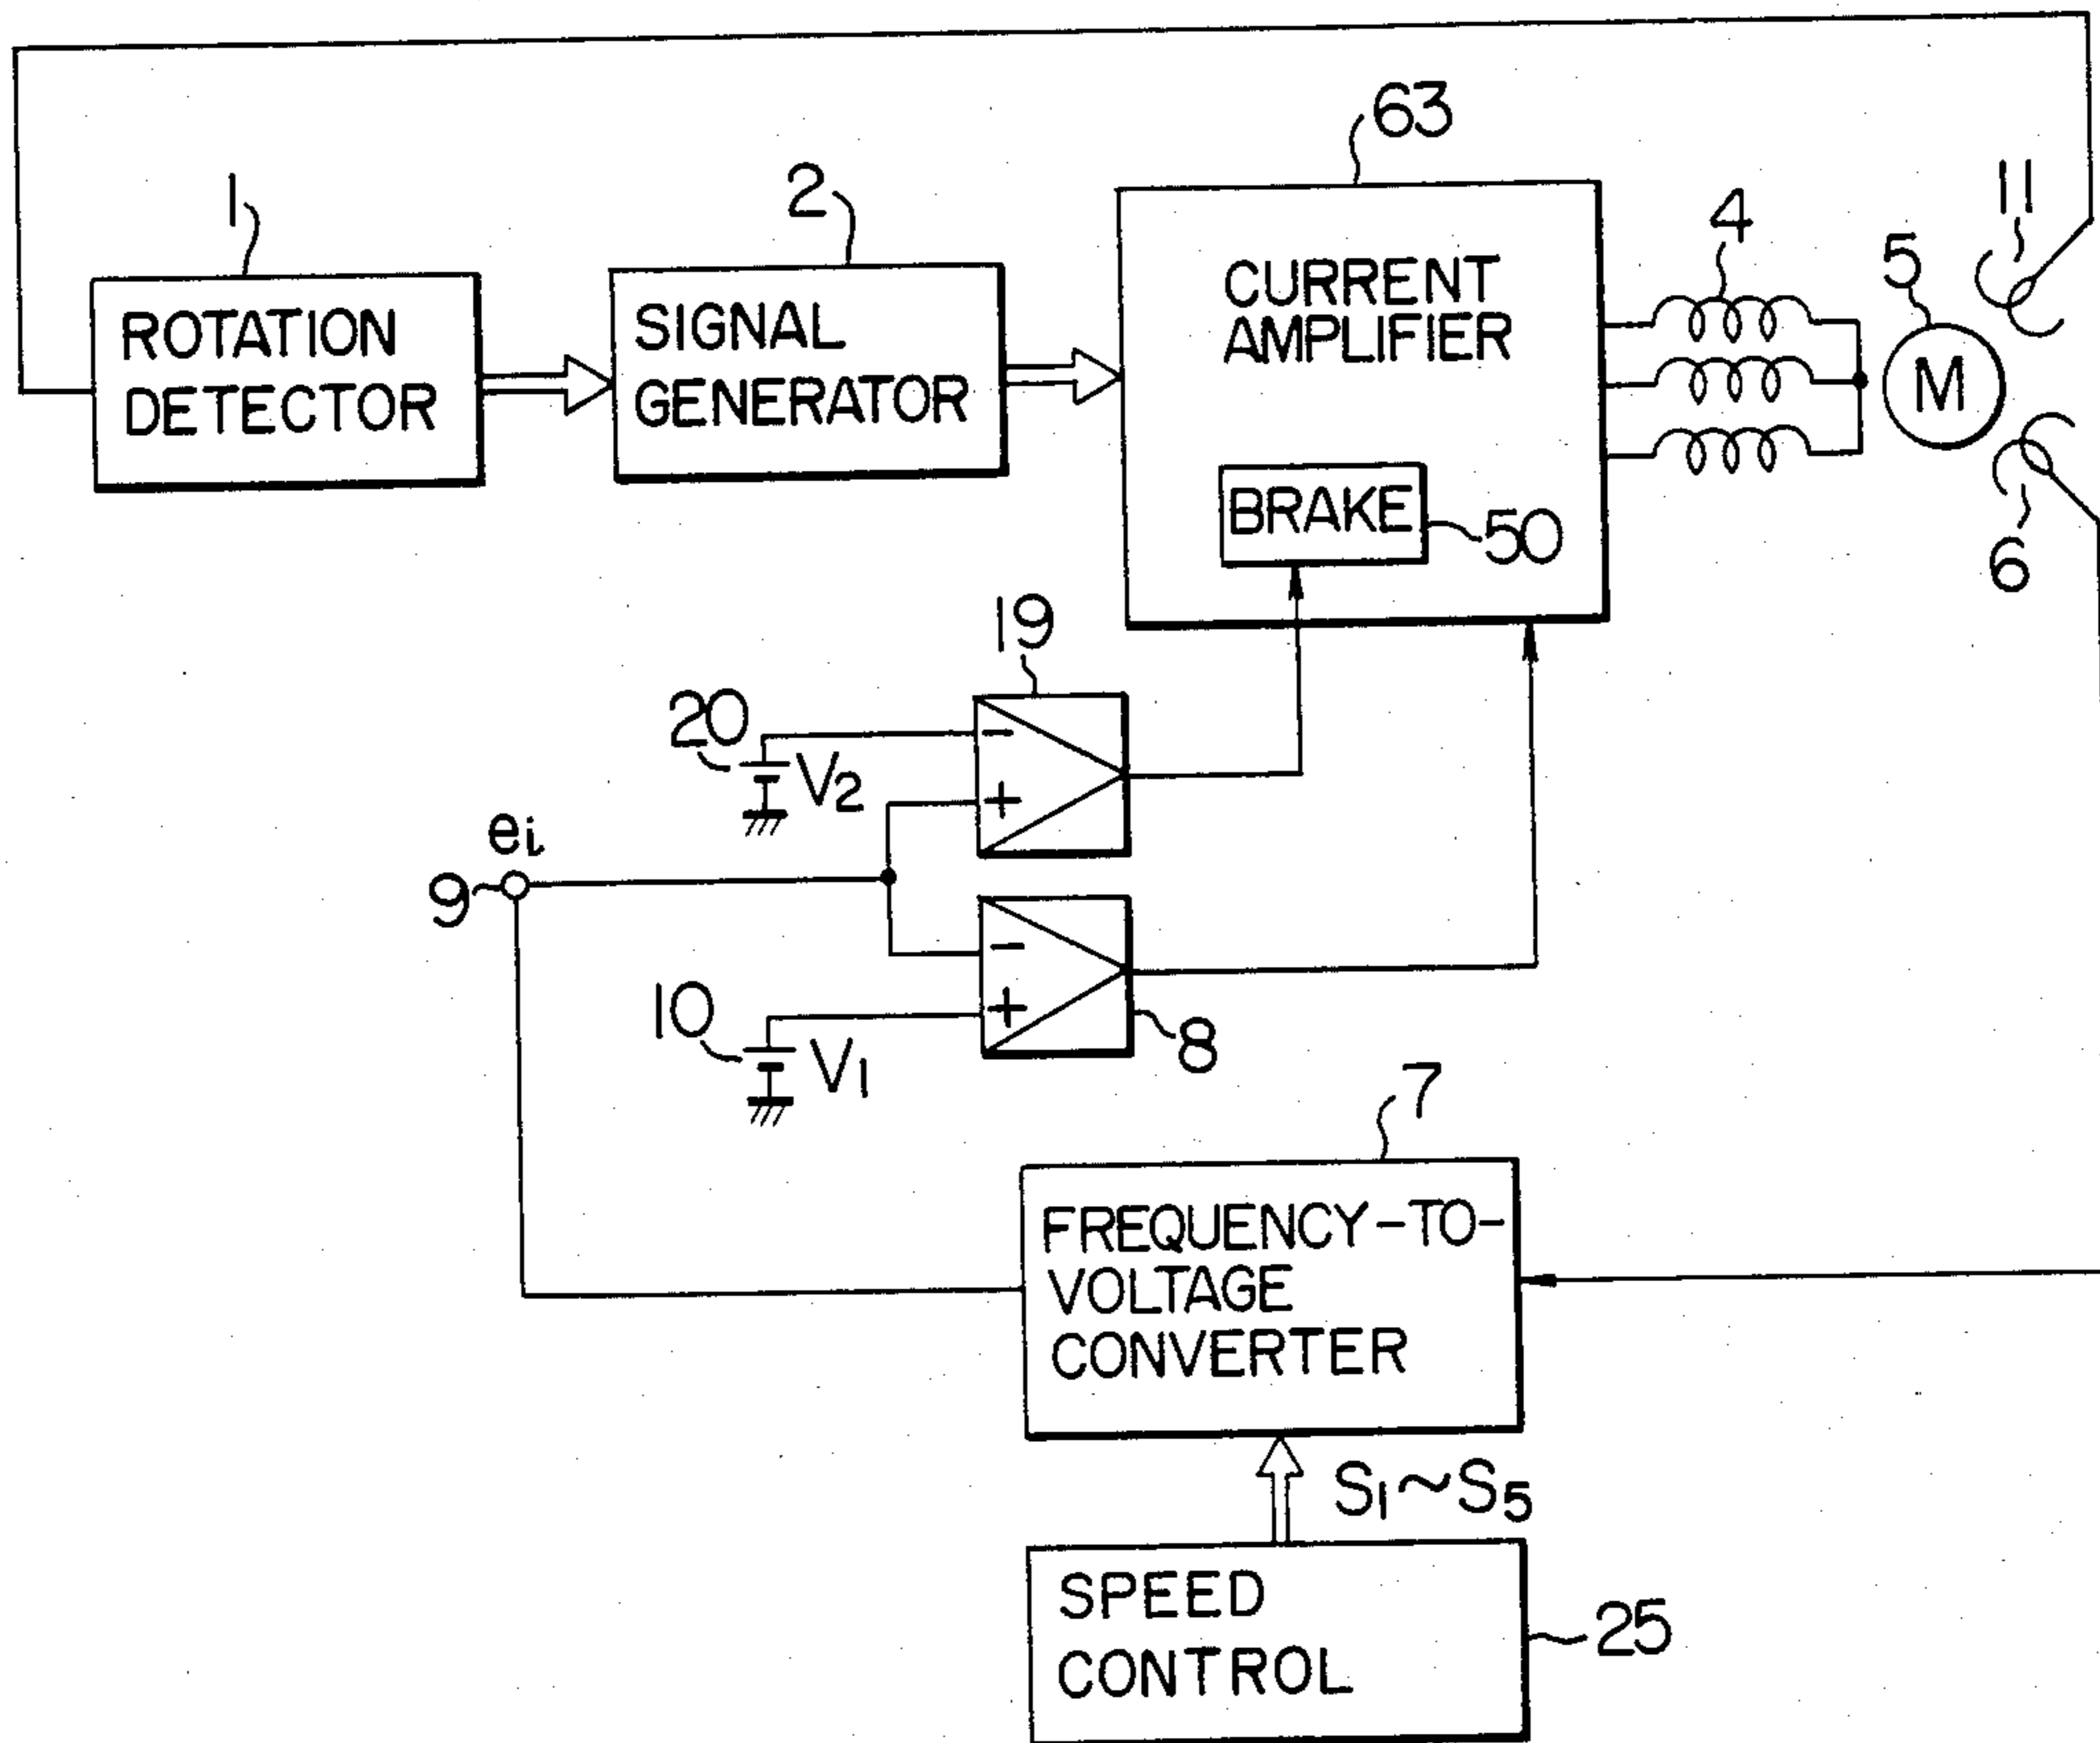 63
1
2
4
11
5
ROTATION
DETECTOR
SIGNAL
GENERATOR
CURRENT
AMPLIFIER
M
BRAKE
50
6
19
20
V2
-
+
ei
9
-
+
10
V1
8
7
FREQUENCY-TO-
VOLTAGE
CONVERTER
S1~S5
SPEED
CONTROL
25